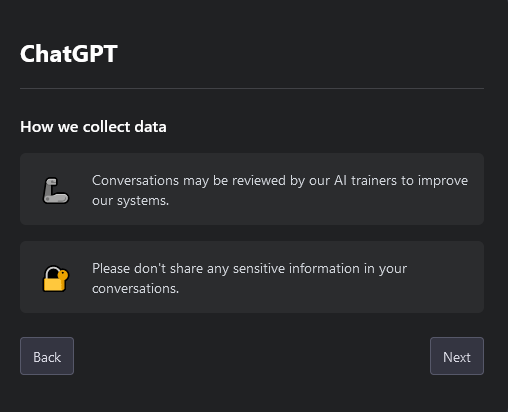 ChatGPT
How we collect data
Conversations may be reviewed by our AI trainers to improve
our systems.
Please don't share any sensitive information in your
conversations.
Back
Next